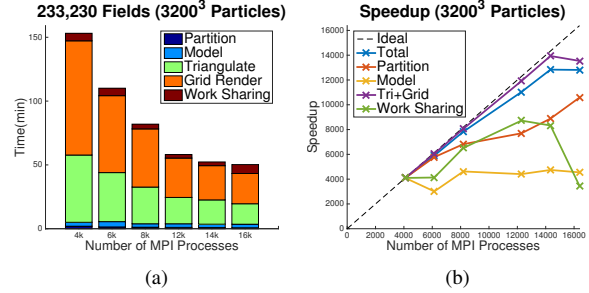 233,230 Fields (3200³ Particles)
Partition
Model
Triangulate
Grid Render
Work Sharing
Time(min)
150
100
50
0
4k 6k 8k 12k 14k 16k
Number of MPI Processes
(a)
Speedup (3200³ Particles)
Ideal
Total
Partition
Model
Tri+Grid
Work Sharing
Speedup
16000
14000
12000
10000
8000
6000
4000
2000
0
0 2000 4000 6000 8000 10000 12000 14000 16000
Number of MPI Processes
(b)